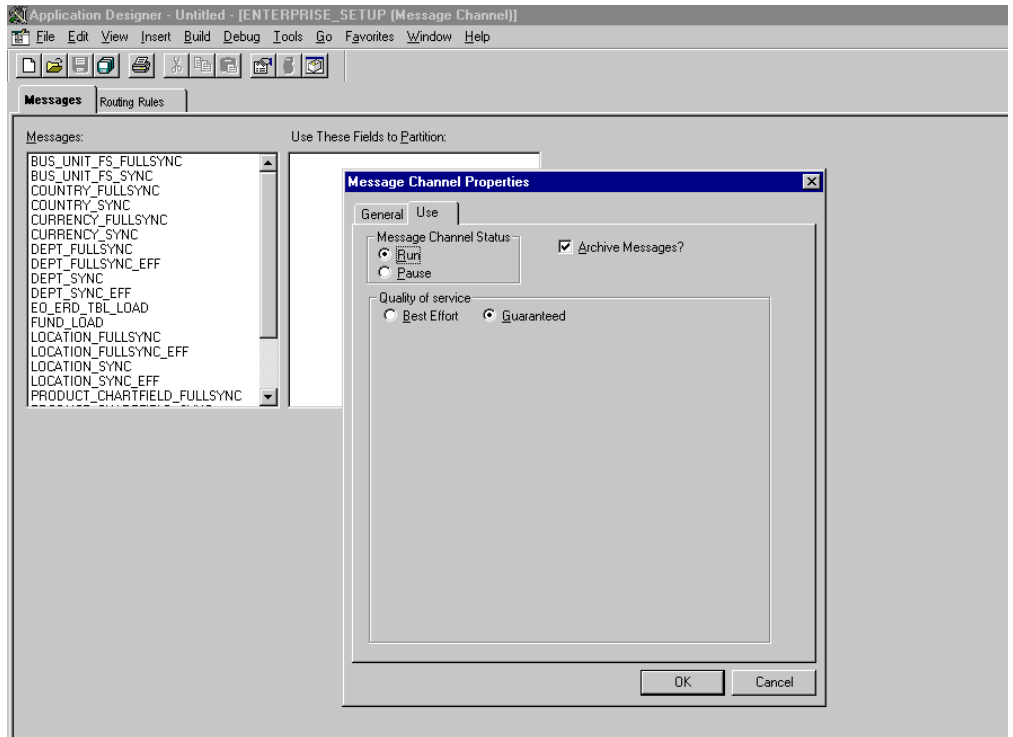 Application Designer - Untitled - [ENTERPRISE_SETUP (Message Channel)]
File Edit View Insert Build Debug Tools Go Favorites Window Help
Messages Routing Rules
Messages: Use These Fields to Partition:
BUS_UNIT_FS_FULLSYNC
BUS_UNIT_FS_SYNC
COUNTRY_FULLSYNC
COUNTRY_SYNC
CURRENCY_FULLSYNC
CURRENCY_SYNC
DEPT_FULLSYNC
DEPT_FULLSYNC_EFF
DEPT_SYNC
DEPT_SYNC_EFF
EO_ERD_TBL_LOAD
FUND_LOAD
LOCATION_FULLSYNC
LOCATION_FULLSYNC_EFF
LOCATION_SYNC
LOCATION_SYNC_EFF
PRODUCT_CHARTFIELD_FULLSYNC
Message Channel Properties
General Use
Message Channel Status
Run
Pause
Archive Messages?
Quality of service
Best Effort Guaranteed
OK Cancel